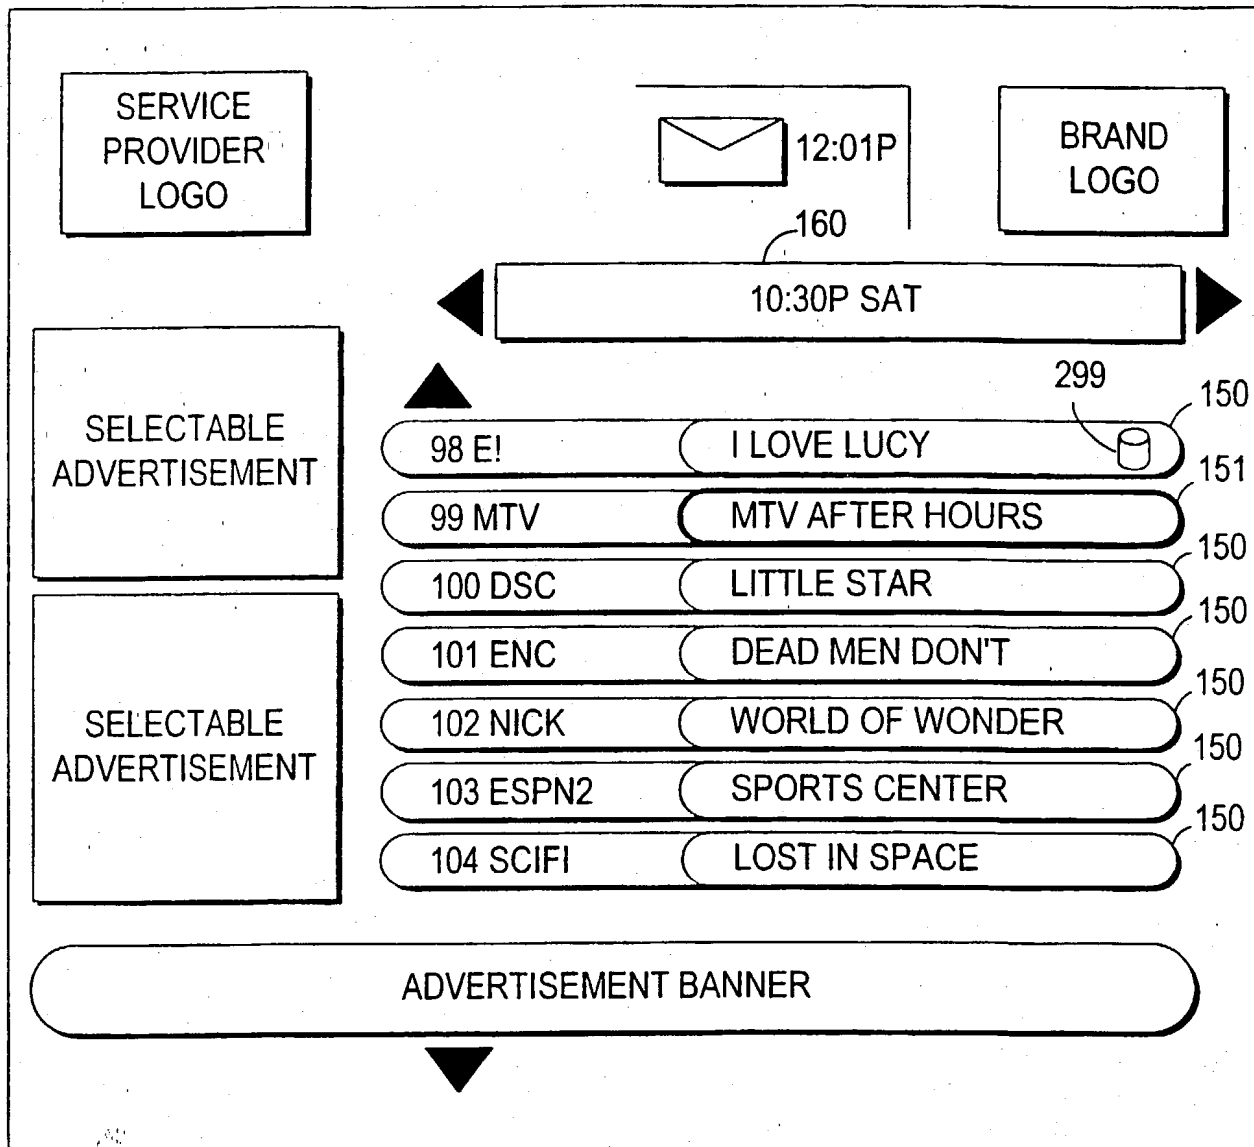 SERVICE
PROVIDER
LOGO
12:01P
BRAND
LOGO
160
10:30P SAT
299
SELECTABLE
ADVERTISEMENT
98 E! I LOVE LUCY 150
99 MTV MTV AFTER HOURS 151
100 DSC LITTLE STAR 150
101 ENC DEAD MEN DON'T 150
102 NICK WORLD OF WONDER 150
103 ESPN2 SPORTS CENTER 150
104 SCIFI LOST IN SPACE 150
SELECTABLE
ADVERTISEMENT
ADVERTISEMENT BANNER